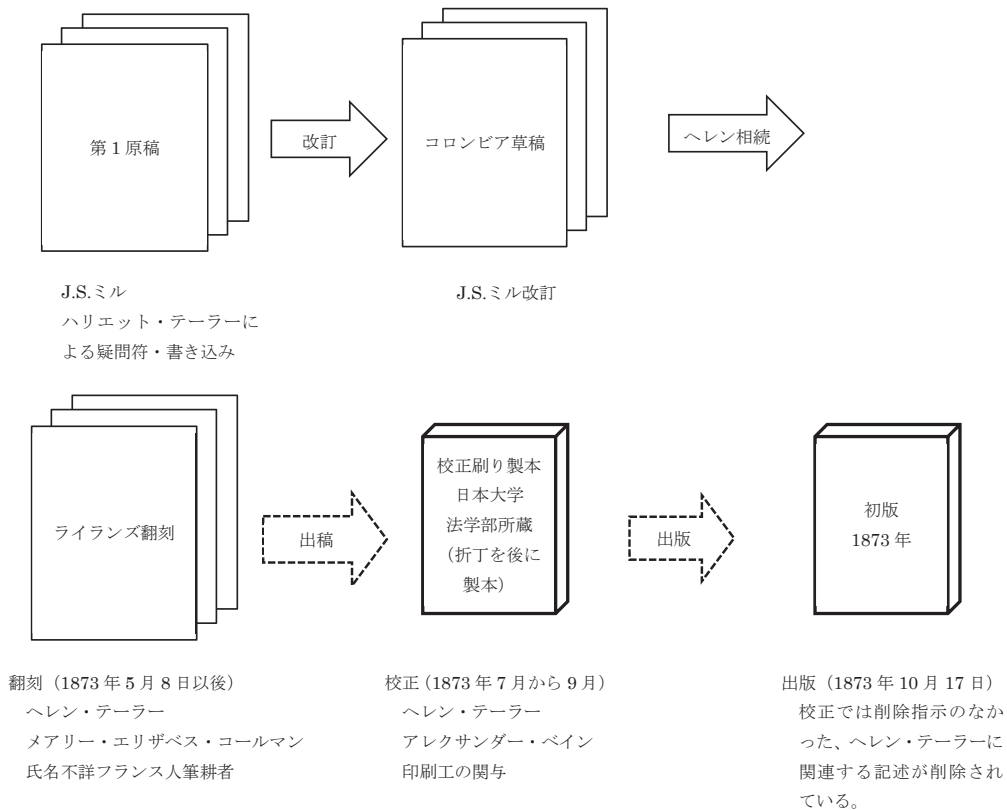 第1原稿
改訂
コロンビア草稿
ヘレン相続
J.S.ミル
ハリエット・テーラーに
よる疑問符・書き込み
J.S.ミル改訂
ライランズ翻刻
出稿
校正刷り製本
日本大学
法学部所蔵
(折丁を後に
製本)
出版
初版
1873年
翻刻(1873年5月8日以後)
ヘレン・テーラー
メアリー・エリザベス・コールマン
氏名不詳フランス人筆耕者
校正(1873年7月から9月)
ヘレン・テーラー
アレクサンダー・ベイン
印刷工の関与
出版(1873年10月17日)
校正では削除指示のなか
った、ヘレン・テーラーに
関連する記述が削除され
ている。